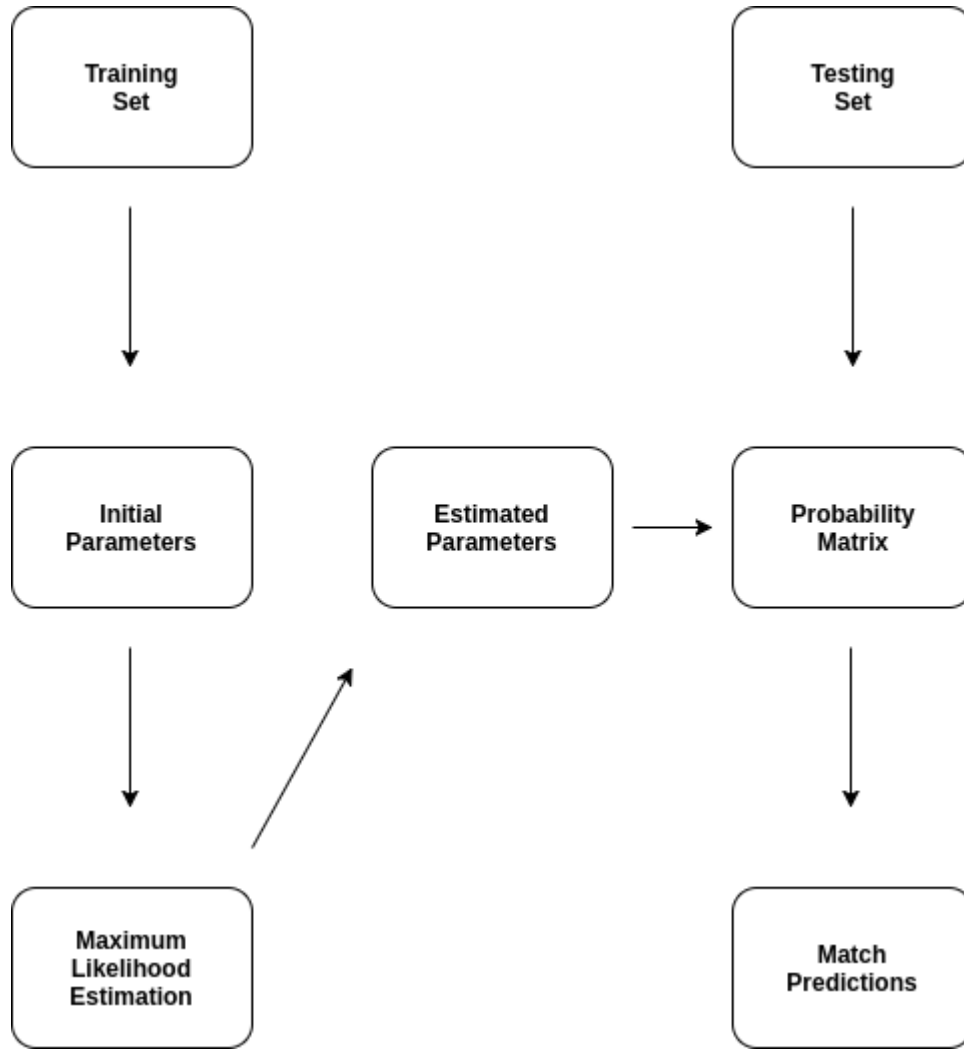 Training
Set
Testing
Set
Initial
Parameters
Estimated
Parameters
Probability
Matrix
Maximum
Likelihood
Estimation
Match
Predictions